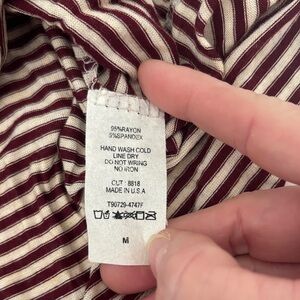 95%RAYON
5%SPANDEX
HAND WASH COLD
LINE DRY
DO NOT WRING
NO IRON
CUT : 8818
MADE IN U.S.A
T90729-4747F
M